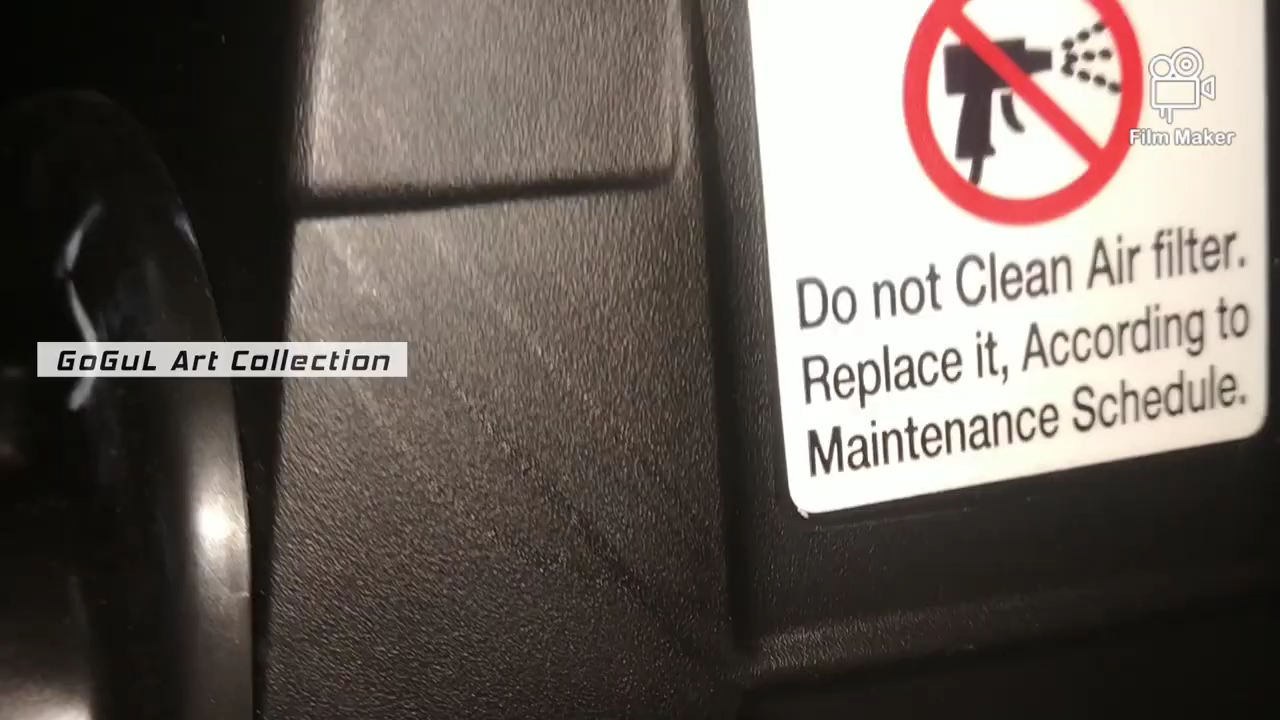 Film Maker
Do not Clean Air filter.
Replace it, According to
Maintenance Schedule.
GoGuL Art Collection